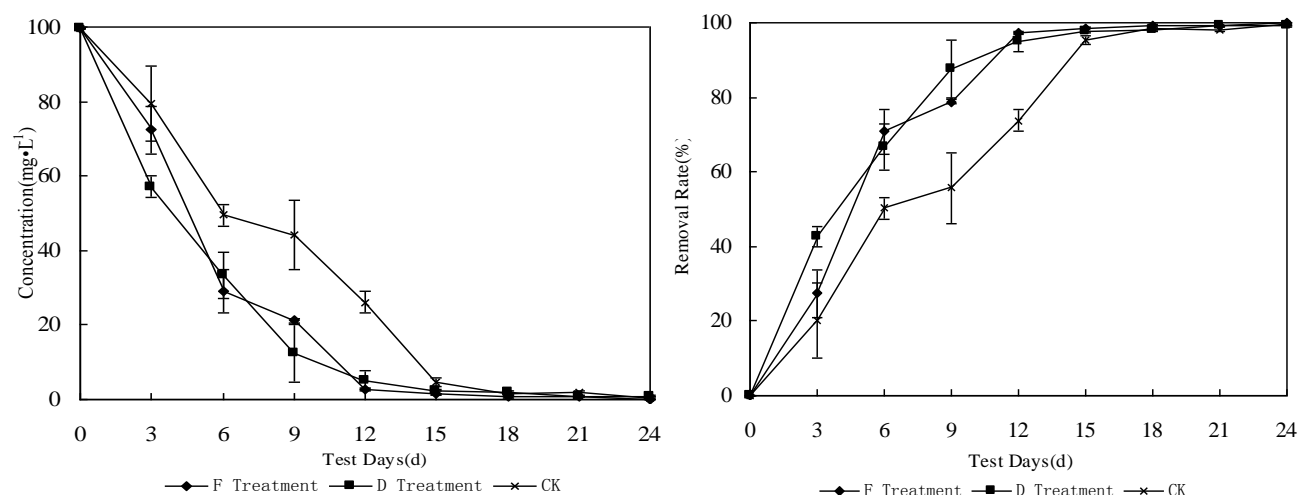 100
80
60
40
20
0
Concentration(mg•L¹)
0 3 6 9 12 15 18 21 24
Test Days(d)
F Treatment D Treatment CK
100
80
60
40
20
0
Removal Rate(%)
0 3 6 9 12 15 18 21 24
Test Days(d)
F Treatment D Treatment CK